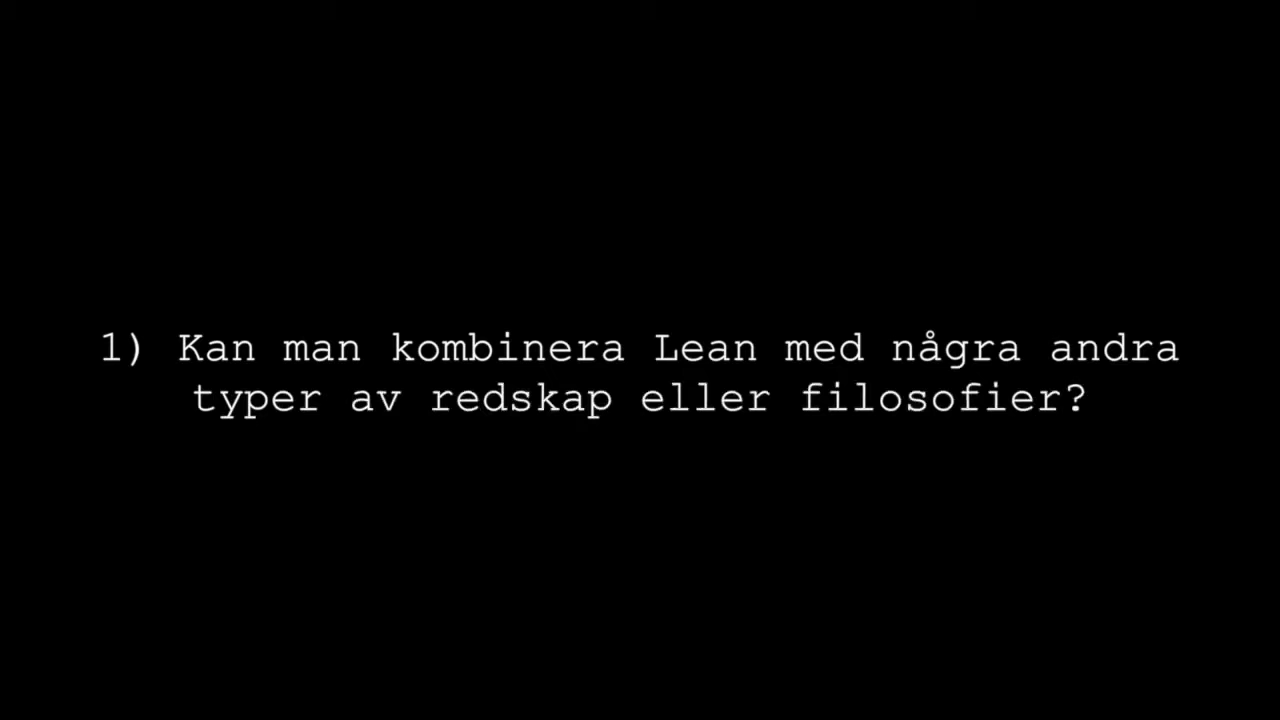 1) Kan man kombinera Lean med några andra
typer av redskap eller filosofier?